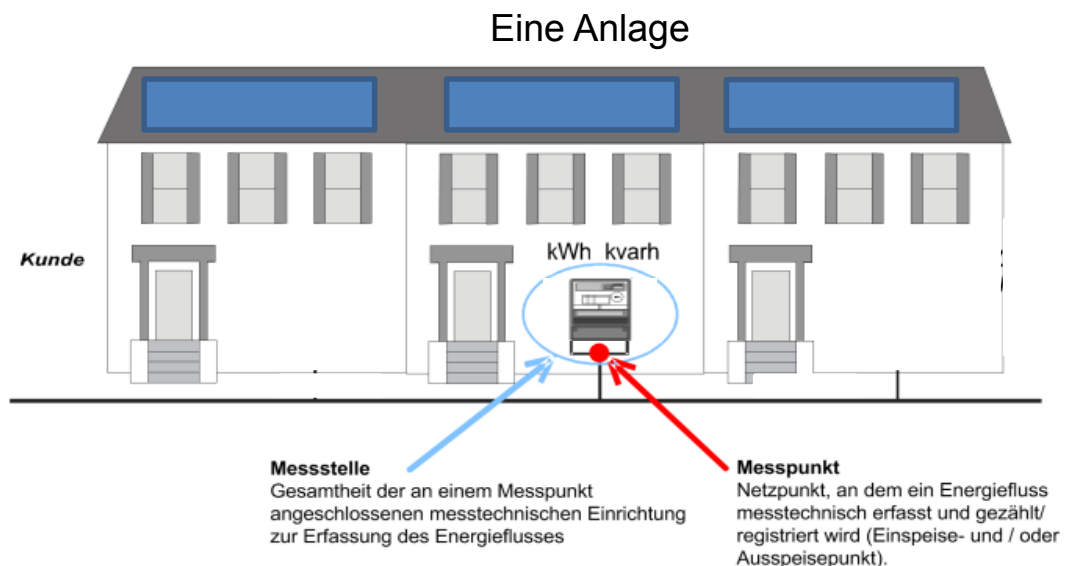 Eine Anlage
Kunde
kWh kvarh
Messstelle
Gesamtheit der an einem Messpunkt
angeschlossenen messtechnischen Einrichtung
zur Erfassung des Energieflusses
Messpunkt
Netzpunkt, an dem ein Energiefluss
messtechnisch erfasst und gezählt/
registriert wird (Einspeise- und / oder
Ausspeisepunkt).